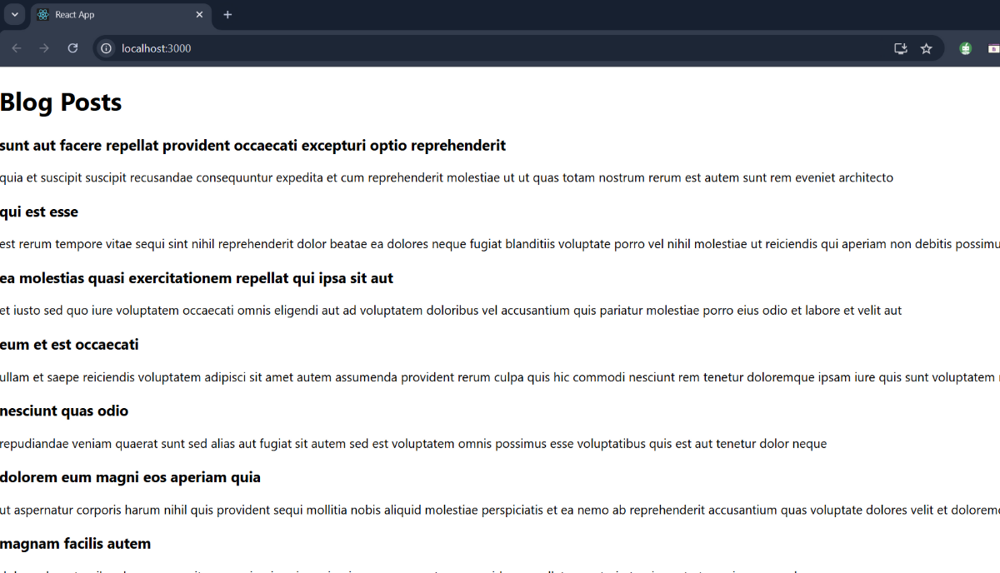 React App
localhost:3000
Blog Posts
sunt aut facere repellat provident occaecati excepturi optio reprehenderit
quia et suscipit suscipit recusandae consequuntur expedita et cum reprehenderit molestiae ut ut quas totam nostrum rerum est autem sunt rem eveniet architecto
qui est esse
est rerum tempore vitae sequi sint nihil reprehenderit dolor beatae ea dolores neque fugiat blanditiis voluptate porro vel nihil molestiae ut reiciendis qui aperiam non debitis possimu
ea molestias quasi exercitationem repellat qui ipsa sit aut
et iusto sed quo iure voluptatem occaecati omnis eligendi aut ad voluptatem doloribus vel accusantium quis pariatur molestiae porro eius odio et labore et velit aut
eum et est occaecati
ullam et saepe reiciendis voluptatem adipisci sit amet autem assumenda provident rerum culpa quis hic commodi nesciunt rem tenetur doloremque ipsam iure quis sunt voluptatem
nesciunt quas odio
repudiandae veniam quaerat sunt sed alias aut fugiat sit autem sed est voluptatem omnis possimus esse voluptatibus quis est aut tenetur dolor neque
dolorem eum magni eos aperiam quia
ut aspernatur corporis harum nihil quis provident sequi mollitia nobis aliquid molestiae perspiciatis et ea nemo ab reprehenderit accusantium quas voluptate dolores velit et dolorem
magnam facilis autem